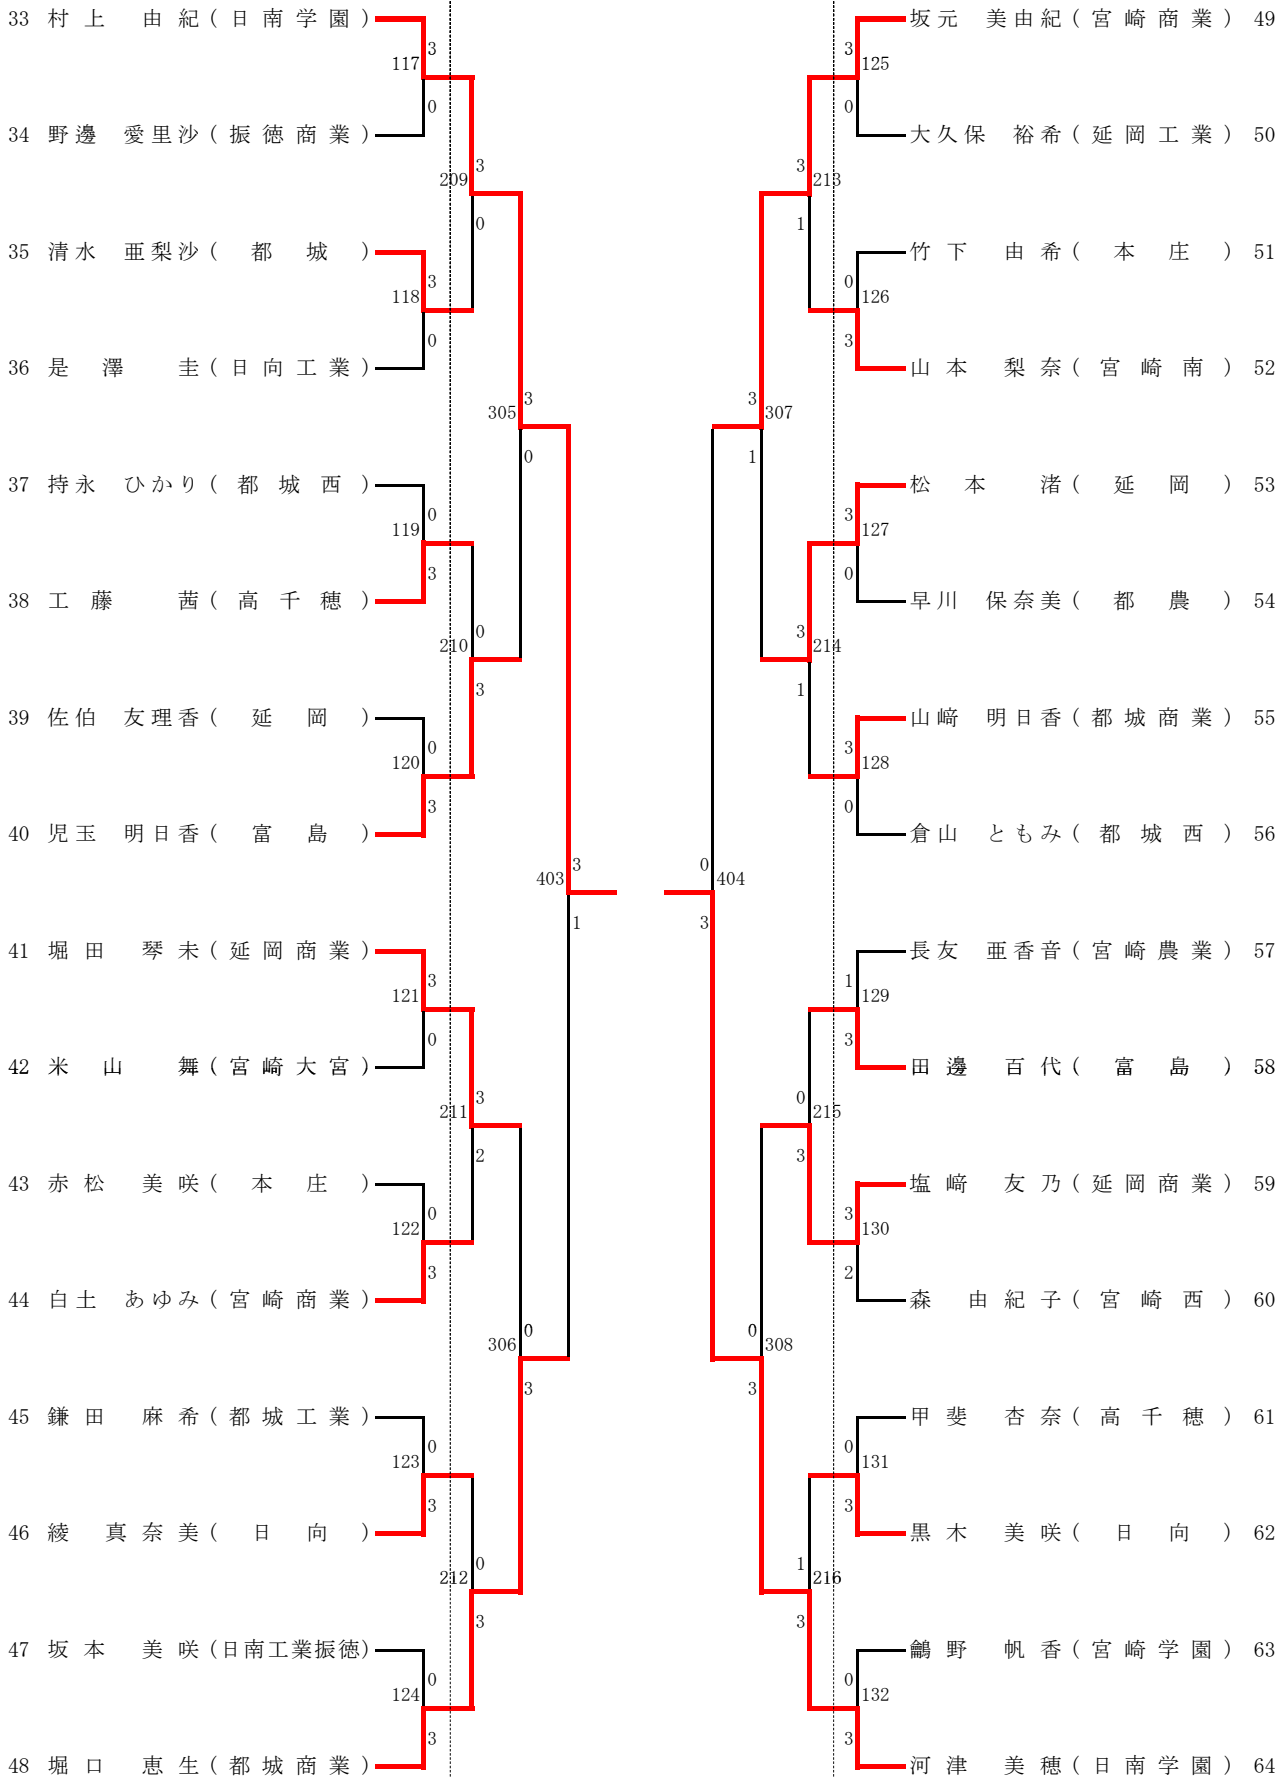 33 村上 由紀(日南学園)
3
117
0
34 野邊 愛里沙(振徳商業)
3
209
0
35 清水 亜梨沙(都城)
3
118
0
36 是澤 圭(日向工業)
3
305
0
37 持永 ひかり(都城西)
0
119
3
38 工藤 茜(高千穂)
0
210
3
39 佐伯 友理香(延岡)
0
120
3
40 児玉 明日香(富島)
3
403
1
41 堀田 琴未(延岡商業)
3
121
0
42 米山 舞(宮崎大宮)
3
211
2
43 赤松 美咲(本庄)
0
122
3
44 白土 あゆみ(宮崎商業)
0
306
3
45 鎌田 麻希(都城工業)
0
123
3
46 綾 真奈美(日向)
0
212
3
47 坂本 美咲(日南工業振徳)
0
124
3
48 堀口 恵生(都城商業)
坂元 美由紀(宮崎商業) 49
3
125
0
大久保 裕希(延岡工業) 50
3
213
1
竹下 由希(本庄) 51
0
126
3
山本 梨奈(宮崎南) 52
3
307
1
松本 渚(延岡) 53
3
127
0
早川 保奈美(都農) 54
3
214
1
山﨑 明日香(都城商業) 55
3
128
0
倉山 ともみ(都城西) 56
0
404
3
長友 亜香音(宮崎農業) 57
1
129
3
田邊 百代(富島) 58
0
215
3
塩﨑 友乃(延岡商業) 59
3
130
2
森 由紀子(宮崎西) 60
0
308
3
甲斐 杏奈(高千穂) 61
0
131
3
黒木 美咲(日向) 62
1
216
3
鸙野 帆香(宮崎学園) 63
0
132
3
河津 美穂(日南学園) 64